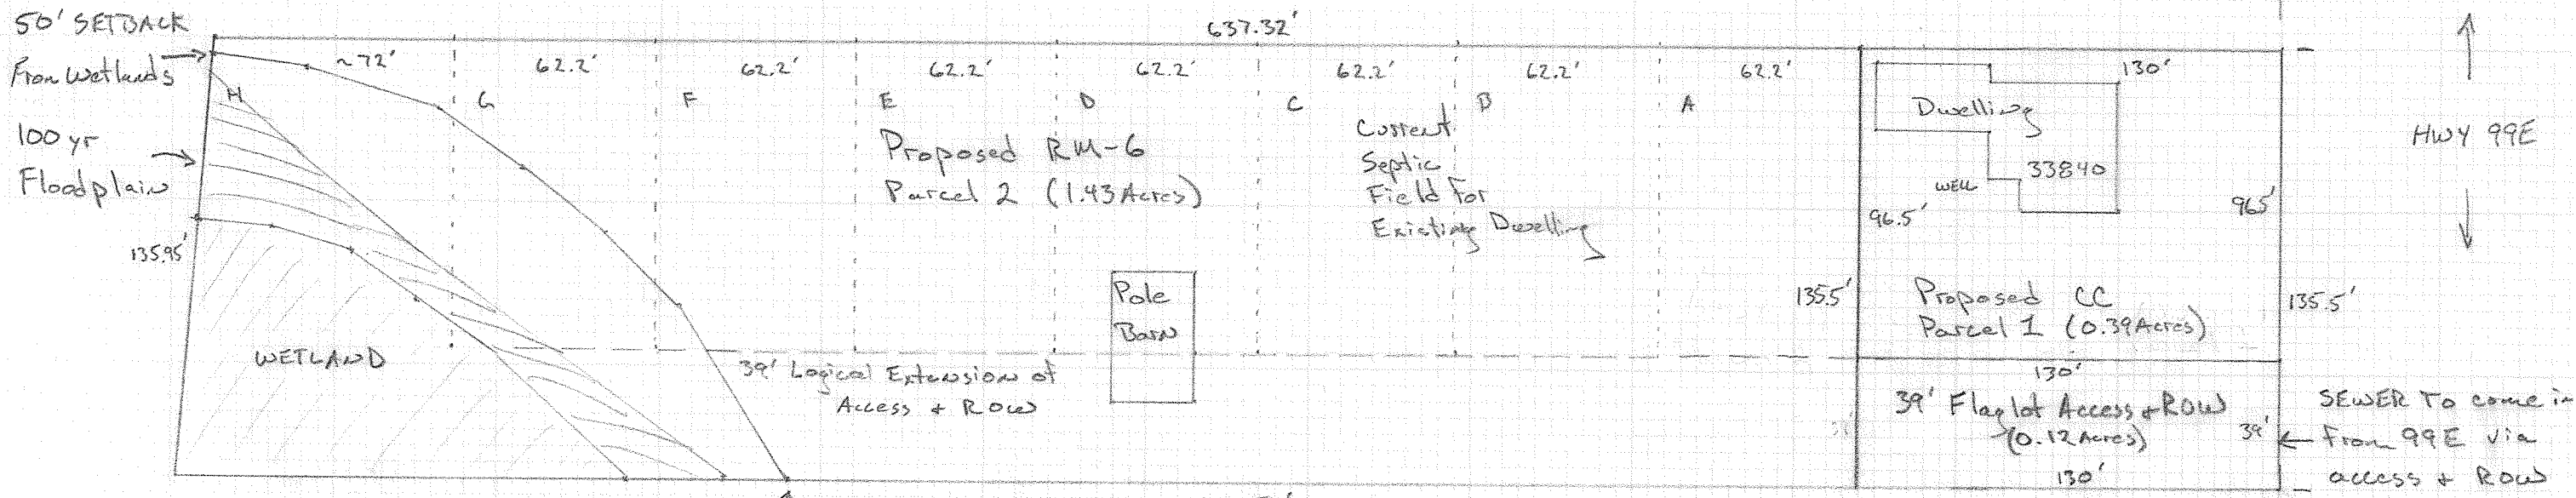 50' SETBACK
From Wetlands
100 yr
Floodplain
135.95'
637.32'
~72'
62.2'
62.2'
62.2'
62.2'
62.2'
62.2'
62.2'
H
G
F
E
D
C
B
A
Proposed RM-6
Parcel 2 (1.43 Acres)
Current
Septic
Field for
Existing Dwelling
Pole
Barn
WETLAND
39' Logical Extension of
Access + ROW
130'
Dwelling
33840
WELL
96.5'
965'
135.5'
135.5'
Proposed CC
Parcel 1 (0.39 Acres)
130'
39' Flaglot Access + ROW
(0.12 Acres)
39'
130'
HWY 99E
SEWER TO come in
From 99E via
access + ROW